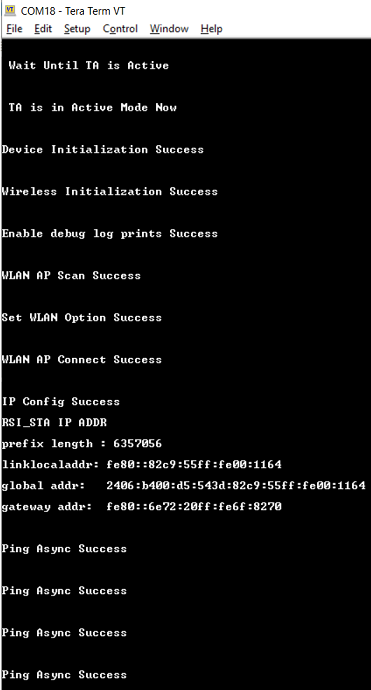 COM18 - Tera Term VT
File Edit Setup Control Window Help
Wait Until TA is Active
TA is in Active Mode Now
Device Initialization Success
Wireless Initialization Success
Enable debug log prints Success
WLAN AP Scan Success
Set WLAN Option Success
WLAN AP Connect Success
IP Config Success
RSI_STA IP ADDR
prefix length : 6357056
linklocaladdr: fe80::82c9:55ff:fe00:1164
global addr:   2406:b400:d5:543d:82c9:55ff:fe00:1164
gateway addr:  fe80::6e72:20ff:fe6f:8270
Ping Async Success
Ping Async Success
Ping Async Success
Ping Async Success